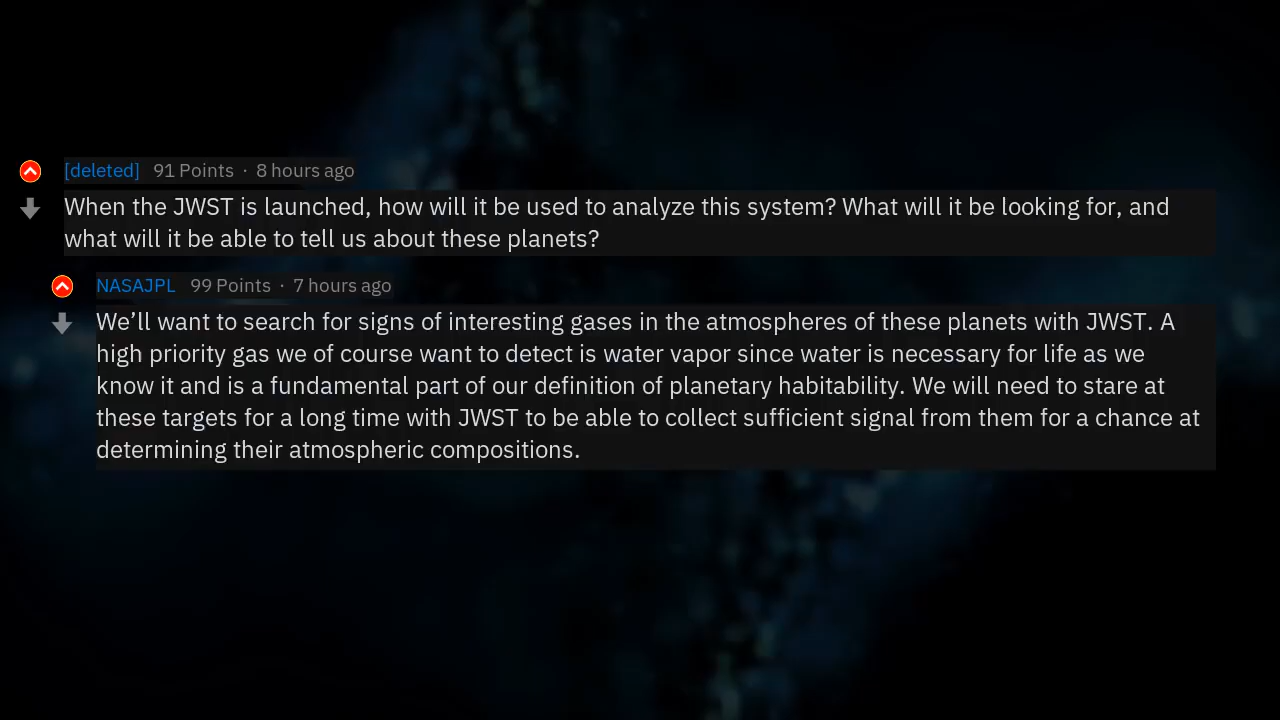 [deleted] 91 Points · 8 hours ago
When the JWST is launched, how will it be used to analyze this system? What will it be looking for, and
what will it be able to tell us about these planets?
NASAJPL 99 Points · 7 hours ago
We’ll want to search for signs of interesting gases in the atmospheres of these planets with JWST. A
high priority gas we of course want to detect is water vapor since water is necessary for life as we
know it and is a fundamental part of our definition of planetary habitability. We will need to stare at
these targets for a long time with JWST to be able to collect sufficient signal from them for a chance at
determining their atmospheric compositions.